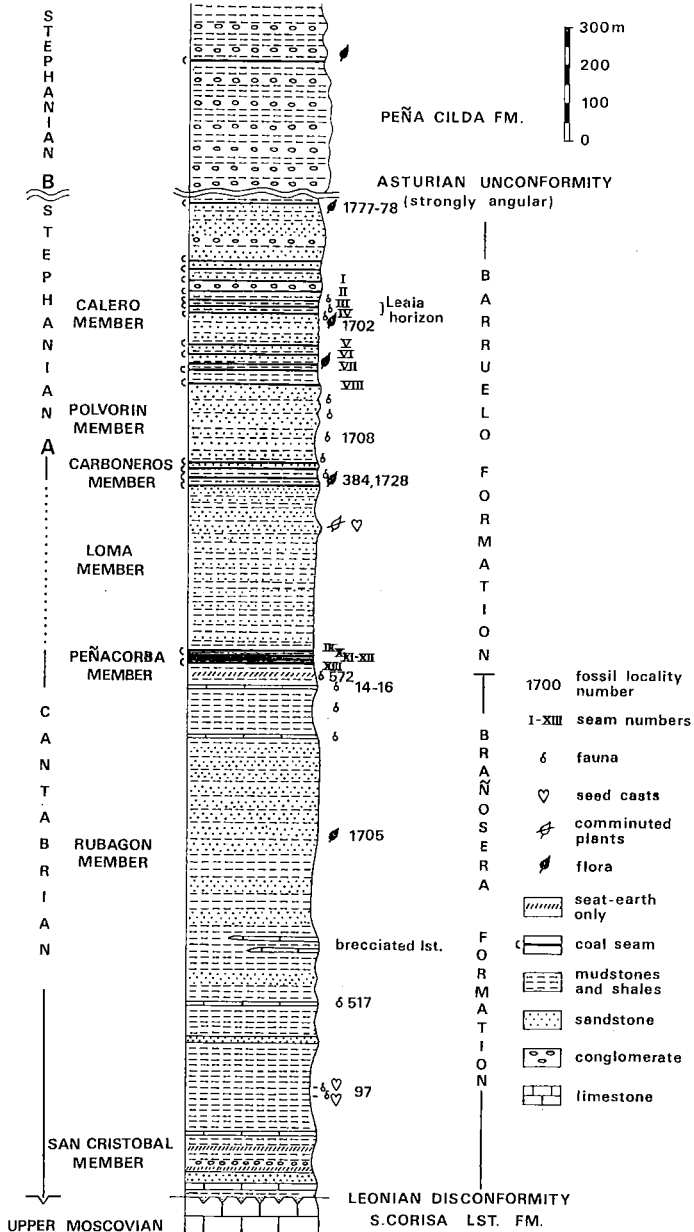 STEPHANIAN B
300m
200
100
0
PEÑA CILDA FM.
ASTURIAN UNCONFORMITY
(strongly angular)
1777-78
STEPHANIAN A
BARRUELO FORMATION
I
II
III
IV
Leaia
horizon
CALERO
MEMBER
1702
V
VI
VII
VIII
POLVORIN
MEMBER
1708
CARBONEROS
MEMBER
384,1728
LOMA
MEMBER
PEÑACORBA
MEMBER
IX
X
XI-XII
XIII
572
14-16
CANTABRIAN
BRAÑOSERA FORMATION
RUBAGON
MEMBER
1705
brecciated lst.
517
97
SAN CRISTOBAL
MEMBER
LEONIAN DISCONFORMITY
UPPER MOSCOVIAN
S.CORISA LST. FM.
1700
fossil locality
number
I-XIII
seam numbers
fauna
seed casts
comminuted
plants
flora
seat-earth
only
coal seam
mudstones
and shales
sandstone
conglomerate
limestone